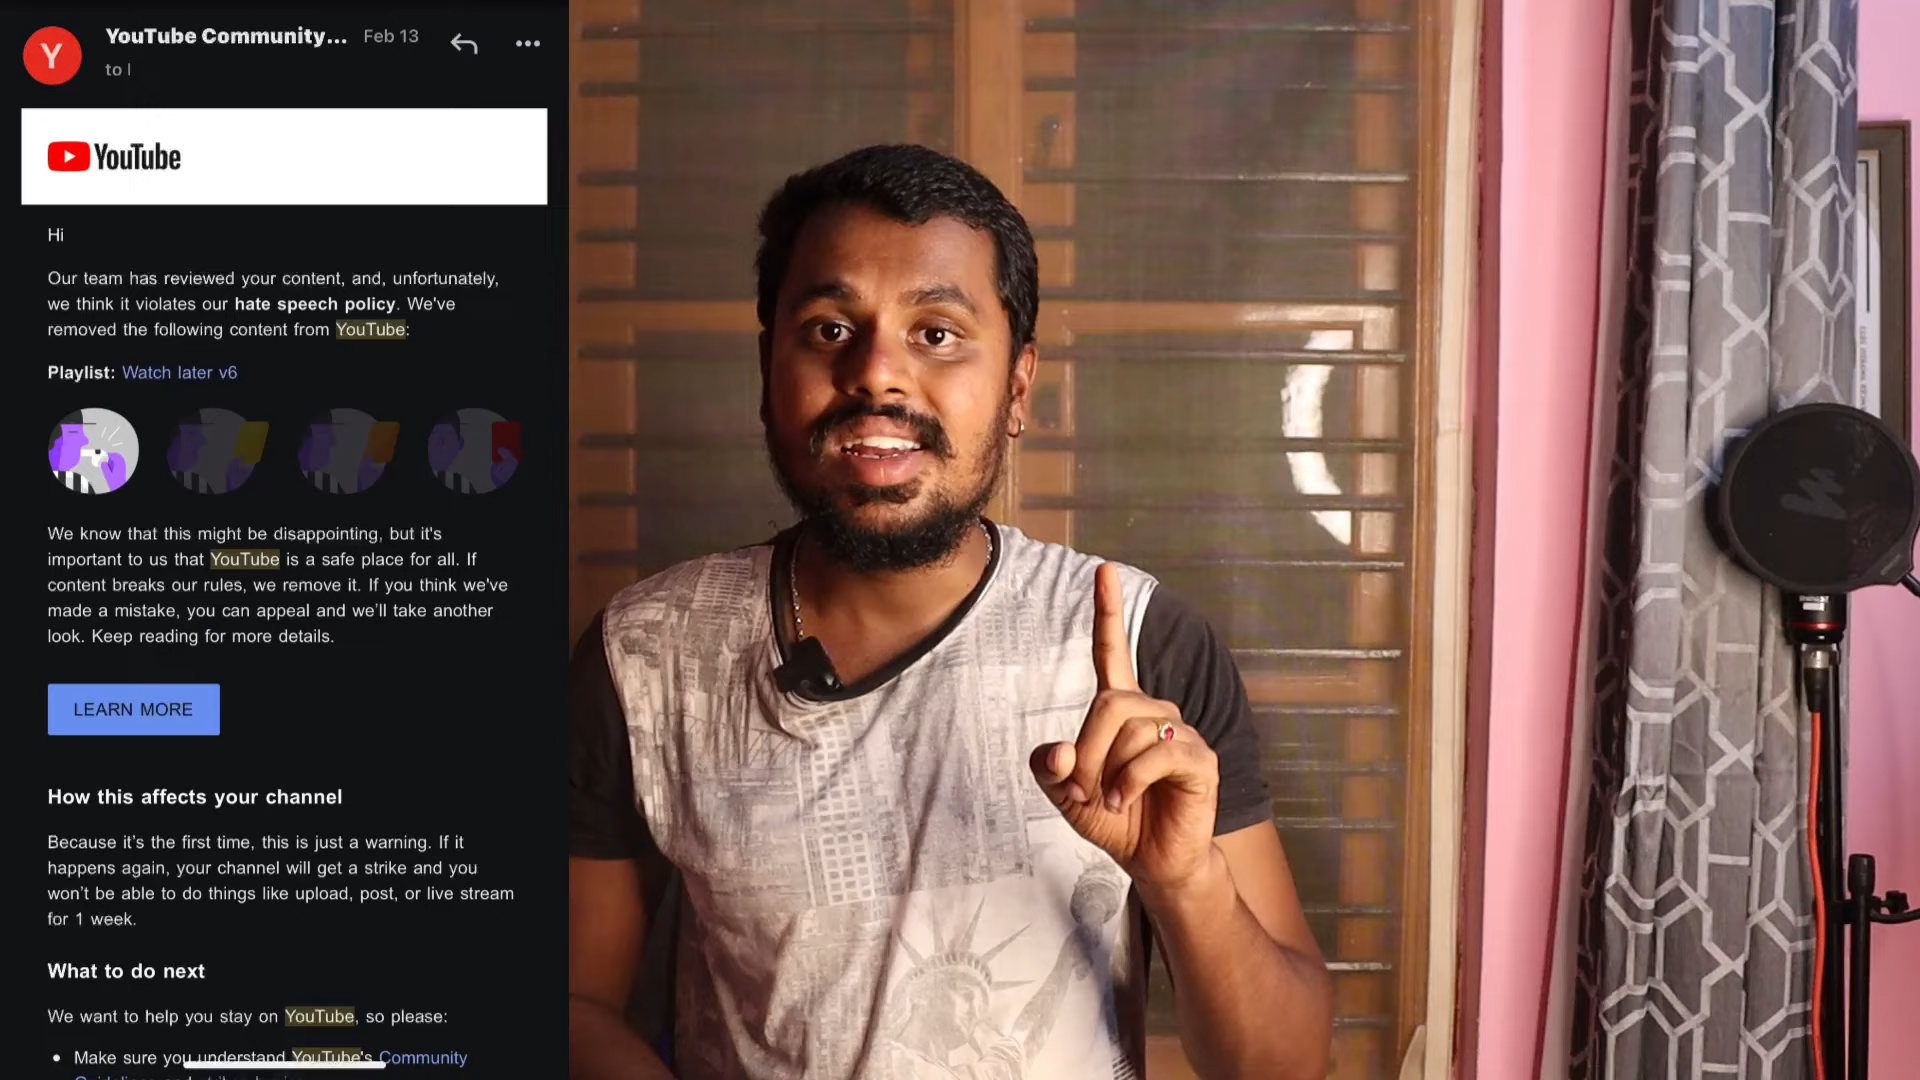 YouTube Community... Feb 13
to I
Y
YouTube
Hi
Our team has reviewed your content, and, unfortunately,
we think it violates our hate speech policy. We've
removed the following content from YouTube:
Playlist: Watch later v6
We know that this might be disappointing, but it's
important to us that YouTube is a safe place for all. If
content breaks our rules, we remove it. If you think we've
made a mistake, you can appeal and we'll take another
look. Keep reading for more details.
LEARN MORE
How this affects your channel
Because it's the first time, this is just a warning. If it
happens again, your channel will get a strike and you
won't be able to do things like upload, post, or live stream
for 1 week.
What to do next
We want to help you stay on YouTube, so please:
• Make sure you understand YouTube's Community